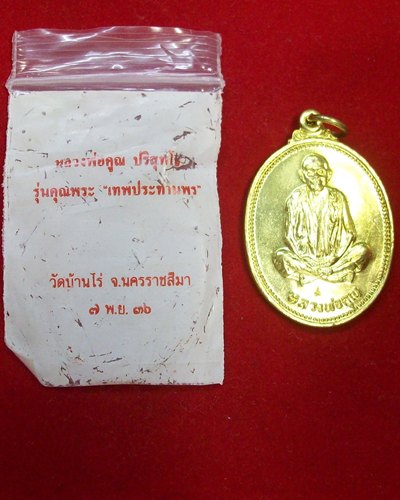 หลวงพ่อคูณ ปริสุทโธ
รุ่นคุณพระ "เทพประทานพร"
วัดบ้านไร่ จ.นครราชสีมา
๗ พ.ย. ๓๖
หลวงพ่อคูณ